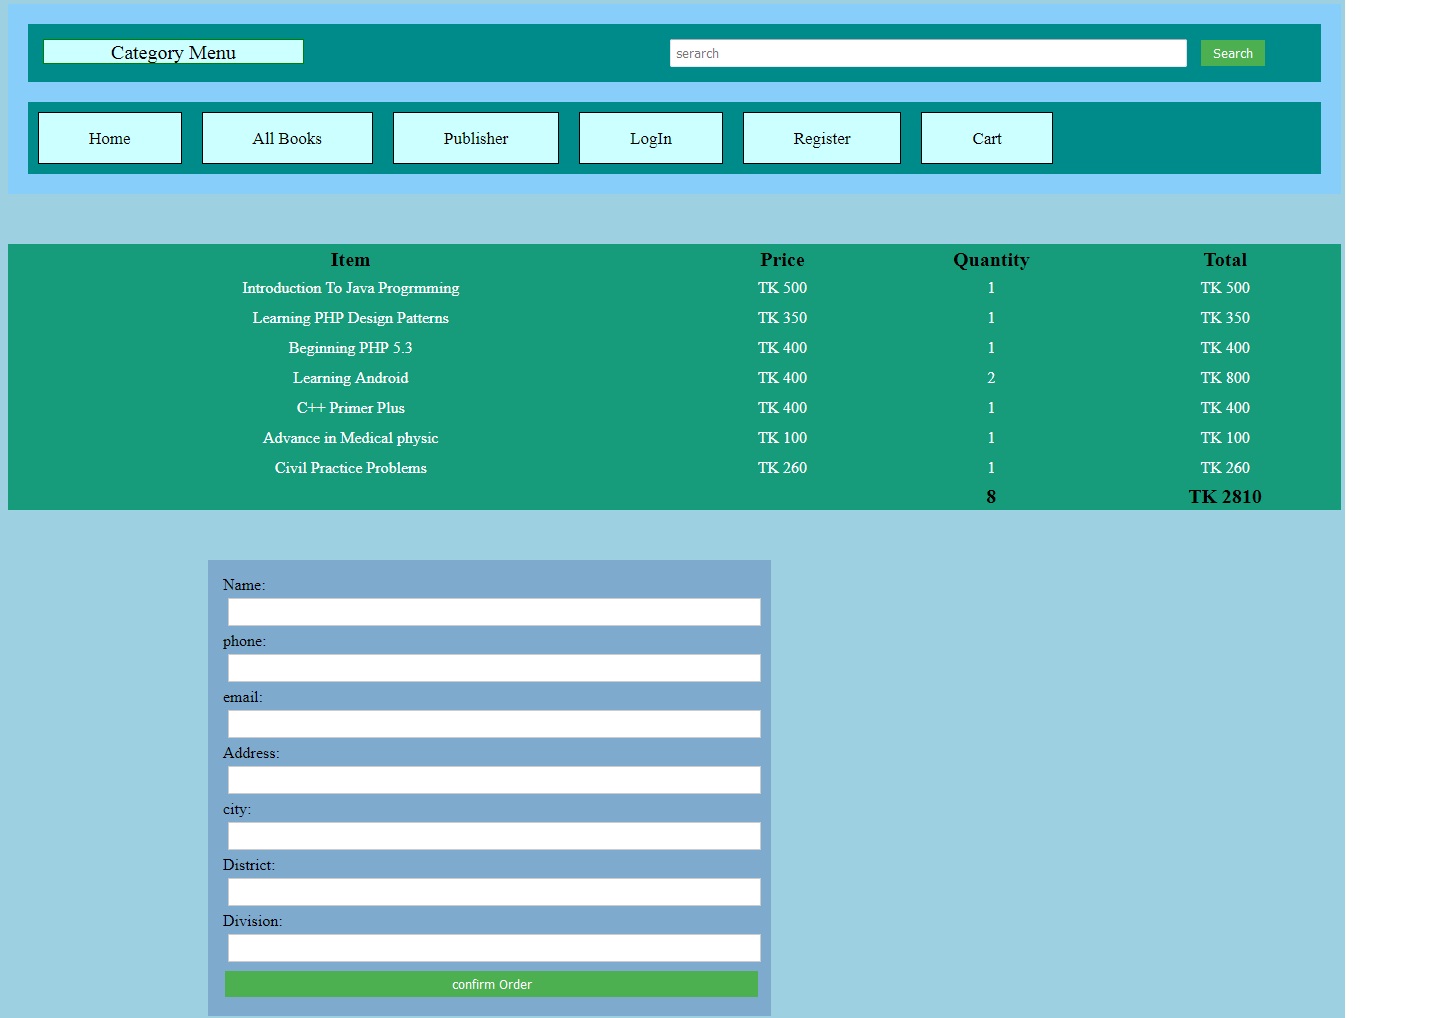 Category Menu serarch Search
Home All Books Publisher LogIn Register Cart
Item Price Quantity Total
Introduction To Java Progrmming TK 500 1 TK 500
Learning PHP Design Patterns TK 350 1 TK 350
Beginning PHP 5.3 TK 400 1 TK 400
Learning Android TK 400 2 TK 800
C++ Primer Plus TK 400 1 TK 400
Advance in Medical physic TK 100 1 TK 100
Civil Practice Problems TK 260 1 TK 260
8 TK 2810
Name:
phone:
email:
Address:
city:
District:
Division:
confirm Order